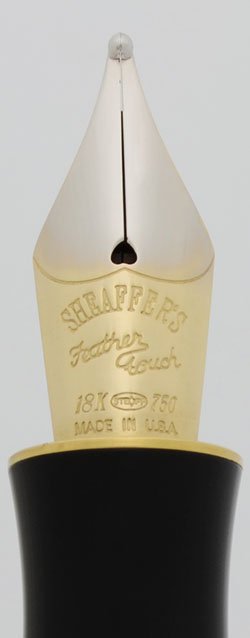 SHEAFFER'S
Feather
touch
18K 750
MADE IN U.S.A